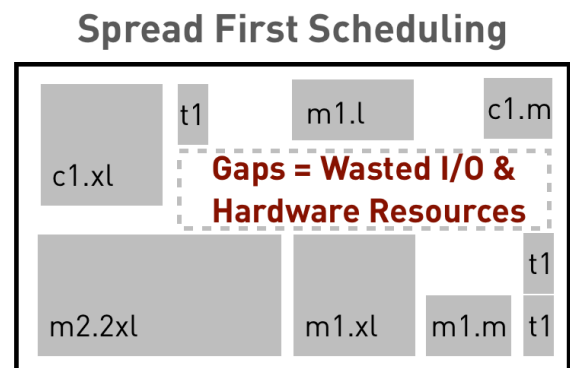 Spread First Scheduling
t1
m1.l
c1.m
c1.xl
Gaps = Wasted I/O &
Hardware Resources
t1
m2.2xl
m1.xl
m1.m
t1